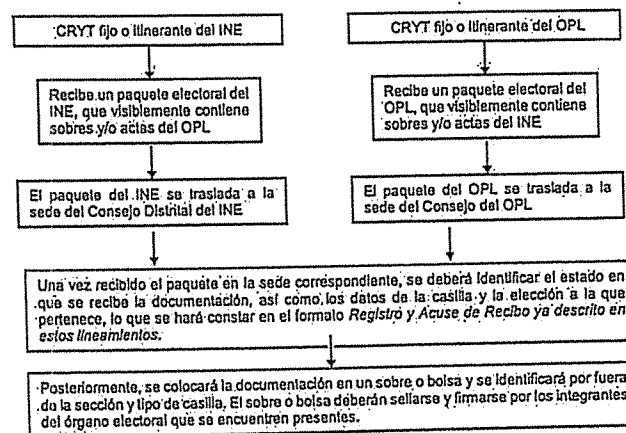 CRYT fijo o itinerante del INE
CRYT fijo o itinerante del OPL
Recibe un paquete electoral del
INE, que visiblemente contiene
sobres y/o actas del OPL
Recibe un paquete electoral del
OPL, que visiblemente contiene
sobres y/o actas del INE
El paquete del INE se traslada a la
sede del Consejo Distrital del INE
El paquete del OPL se traslada a la
sede del Consejo del OPL
Una vez recibido el paquete en la sede correspondiente, se deberá identificar el estado en
que se recibe la documentación, así como los datos de la casilla y la elección a la que
pertenece, lo que se hará constar en el formato Registro y Acuse de Recibo ya descrito en
estos lineamientos.
Posteriormente, se colocará la documentación en un sobre o bolsa y se identificará por fuera
de la sección y tipo de casilla. El sobre o bolsa deberán sellarse y firmarse por los integrantes
del órgano electoral que se encuentren presentes.